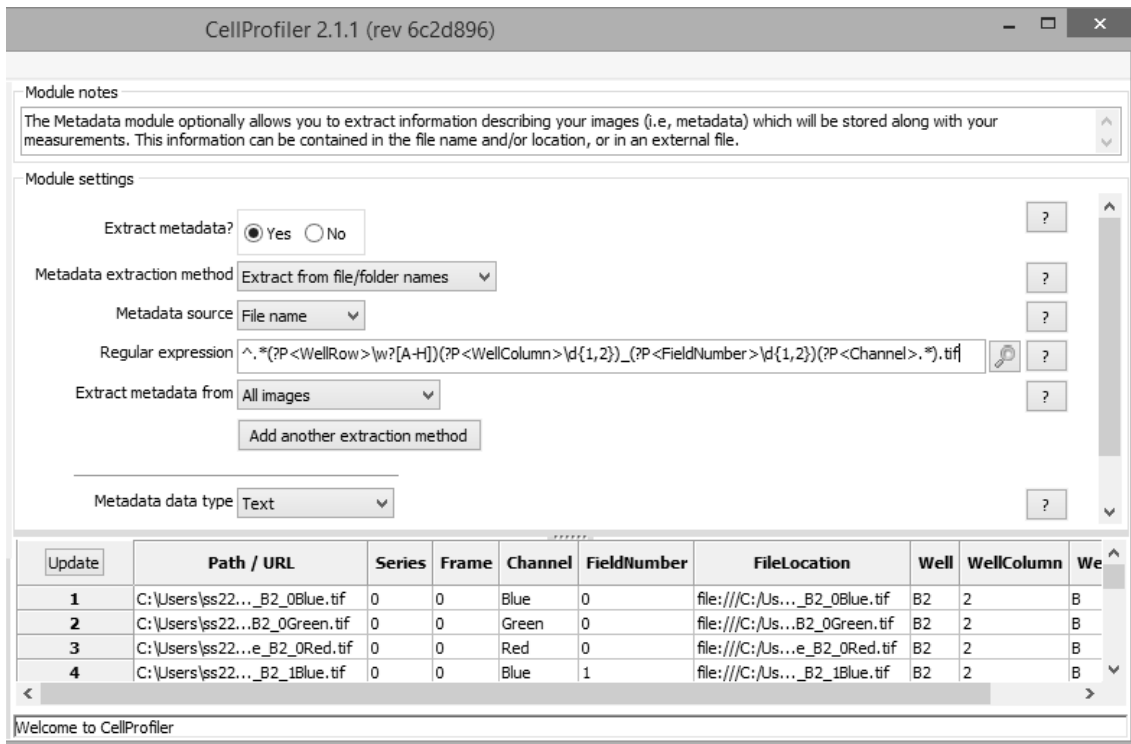 CellProfiler 2.1.1 (rev 6c2d896)
Module notes
The Metadata module optionally allows you to extract information describing your images (i.e, metadata) which will be stored along with your
measurements. This information can be contained in the file name and/or location, or in an external file.
Module settings
Extract metadata? Yes No ?
Metadata extraction method Extract from file/folder names ?
Metadata source File name ?
Regular expression ^.*(?P<WellRow>\w?[A-H])(?P<WellColumn>\d{1,2})_(?P<FieldNumber>\d{1,2})(?P<Channel>.*).tif ?
Extract metadata from All images ?
Add another extraction method
Metadata data type Text ?
Update Path / URL Series Frame Channel FieldNumber FileLocation Well WellColumn We
1 C:\Users\ss22..._B2_0Blue.tif 0 0 Blue 0 file:///C:/Us..._B2_0Blue.tif B2 2 B
2 C:\Users\ss22...B2_0Green.tif 0 0 Green 0 file:///C:/Us...B2_0Green.tif B2 2 B
3 C:\Users\ss22...e_B2_0Red.tif 0 0 Red 0 file:///C:/Us...e_B2_0Red.tif B2 2 B
4 C:\Users\ss22..._B2_1Blue.tif 0 0 Blue 1 file:///C:/Us..._B2_1Blue.tif B2 2 B
Welcome to CellProfiler